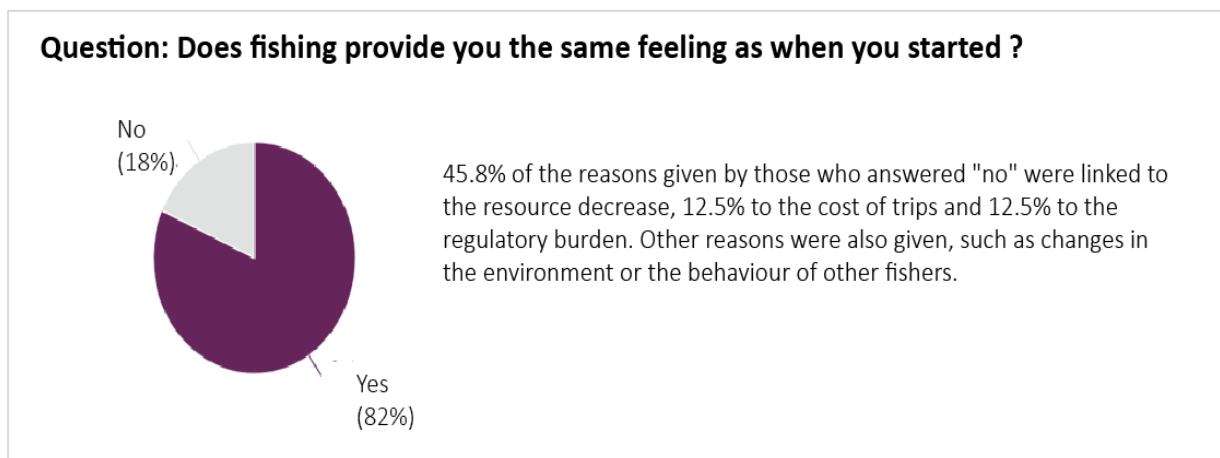 Question: Does fishing provide you the same feeling as when you started ?
No
(18%)
45.8% of the reasons given by those who answered "no" were linked to
the resource decrease, 12.5% to the cost of trips and 12.5% to the
regulatory burden. Other reasons were also given, such as changes in
the environment or the behaviour of other fishers.
Yes
(82%)